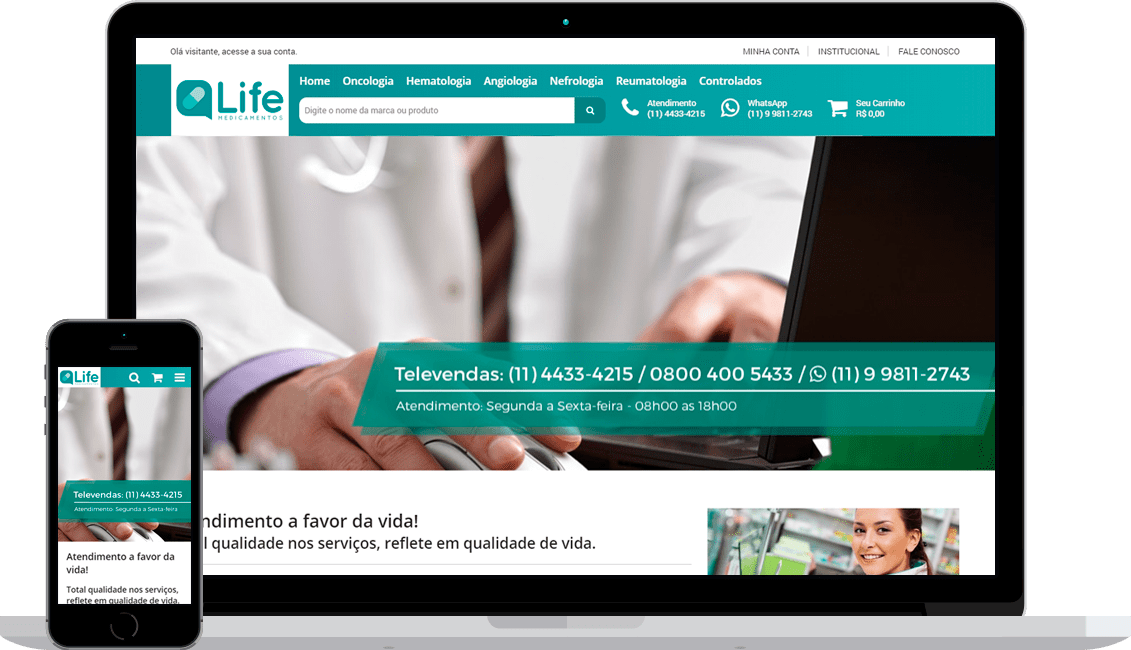 Olá visitante, acesse a sua conta.
MINHA CONTA
INSTITUCIONAL
FALE CONOSCO
Life
MEDICAMENTOS
Home Oncologia Hematologia Angiologia Nefrologia Reumatologia Controlados
Digite o nome da marca ou produto
Atendimento
(11) 4433-4215
WhatsApp
(11) 9 9811-2743
Seu Carrinho
R$ 0,00
Televendas: (11) 4433-4215 / 0800 400 5433 / (11) 9 9811-2743
Atendimento: Segunda a Sexta-feira - 08h00 as 18h00
ndimento a favor da vida!
l qualidade nos serviços, reflete em qualidade de vida.
Life
Televendas: (11) 4433-4215
Atendimento: Segunda a Sexta-feira
Atendimento a favor da
vida!
Total qualidade nos serviços,
reflete em qualidade de vida.